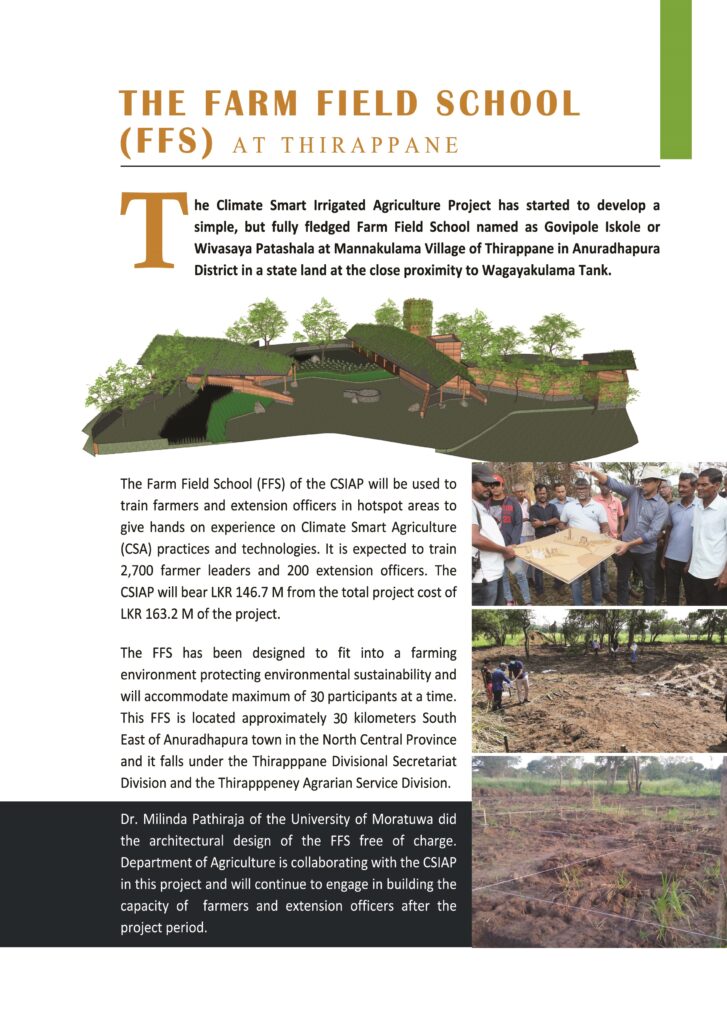 THE FARM FIELD SCHOOL
(FFS) AT THIRAPPANE
The Climate Smart Irrigated Agriculture Project has started to develop a
simple, but fully fledged Farm Field School named as Govipole Iskole or
Wivasaya Patashala at Mannakulama Village of Thirappane in Anuradhapura
District in a state land at the close proximity to Wagayakulama Tank.
The Farm Field School (FFS) of the CSIAP will be used to
train farmers and extension officers in hotspot areas to
give hands on experience on Climate Smart Agriculture
(CSA) practices and technologies. It is expected to train
2,700 farmer leaders and 200 extension officers. The
CSIAP will bear LKR 146.7 M from the total project cost of
LKR 163.2 M of the project.
The FFS has been designed to fit into a farming
environment protecting environmental sustainability and
will accommodate maximum of 30 participants at a time.
This FFS is located approximately 30 kilometers South
East of Anuradhapura town in the North Central Province
and it falls under the Thirapppane Divisional Secretariat
Division and the Thirapppeney Agrarian Service Division.
Dr. Milinda Pathiraja of the University of Moratuwa did
the architectural design of the FFS free of charge.
Department of Agriculture is collaborating with the CSIAP
in this project and will continue to engage in building the
capacity of farmers and extension officers after the
project period.